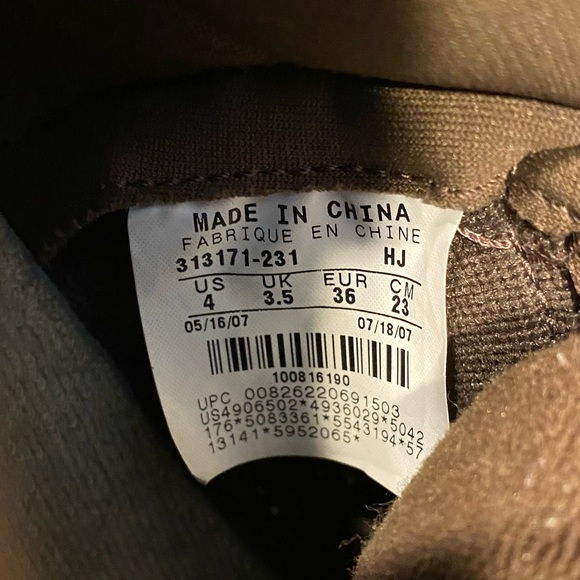 MADE IN CHINA
FABRIQUE EN CHINE
313171-231 HJ
US UK EUR CM
4 3.5 36 23
05/16/07 07/18/07
100816190
UPC 00826220691503
US4906502*4936029*5042
176*5083361*5543194*57
13141*5952065*